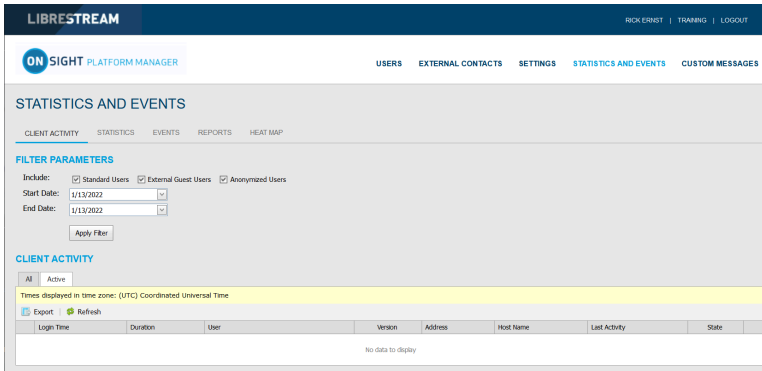 LIBRESTREAM
RICK ERNST | TRAINING | LOGOUT
ON SIGHT PLATFORM MANAGER
USERS EXTERNAL CONTACTS SETTINGS STATISTICS AND EVENTS CUSTOM MESSAGES
STATISTICS AND EVENTS
CLIENT ACTIVITY STATISTICS EVENTS REPORTS HEAT MAP
FILTER PARAMETERS
Include: Standard Users External Guest Users Anonymized Users
Start Date: 1/13/2022
End Date: 1/13/2022
Apply Filter
CLIENT ACTIVITY
All Active
Times displayed in time zone: (UTC) Coordinated Universal Time
Export Refresh
Login Time Duration User Version Address Host Name Last Activity State
No data to display